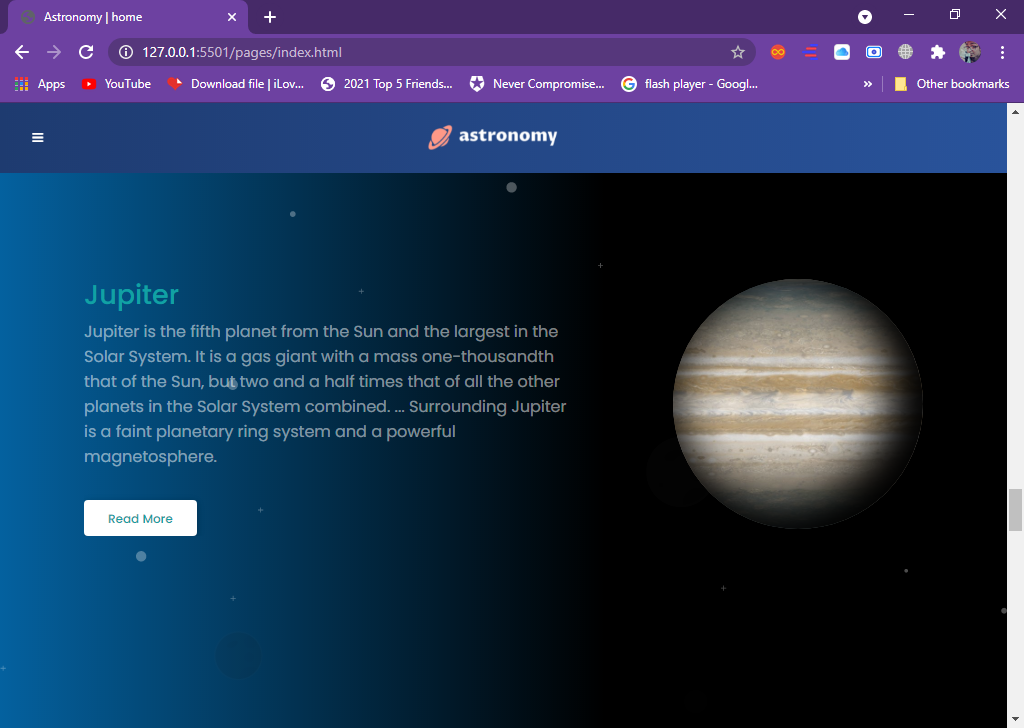 Astronomy | home
127.0.0.1:5501/pages/index.html
Apps
YouTube
Download file | iLov...
2021 Top 5 Friends...
Never Compromise...
flash player - Googl...
»
Other bookmarks
astronomy
Jupiter
Jupiter is the fifth planet from the Sun and the largest in the
Solar System. It is a gas giant with a mass one-thousandth
that of the Sun, but two and a half times that of all the other
planets in the Solar System combined. ... Surrounding Jupiter
is a faint planetary ring system and a powerful
magnetosphere.
Read More